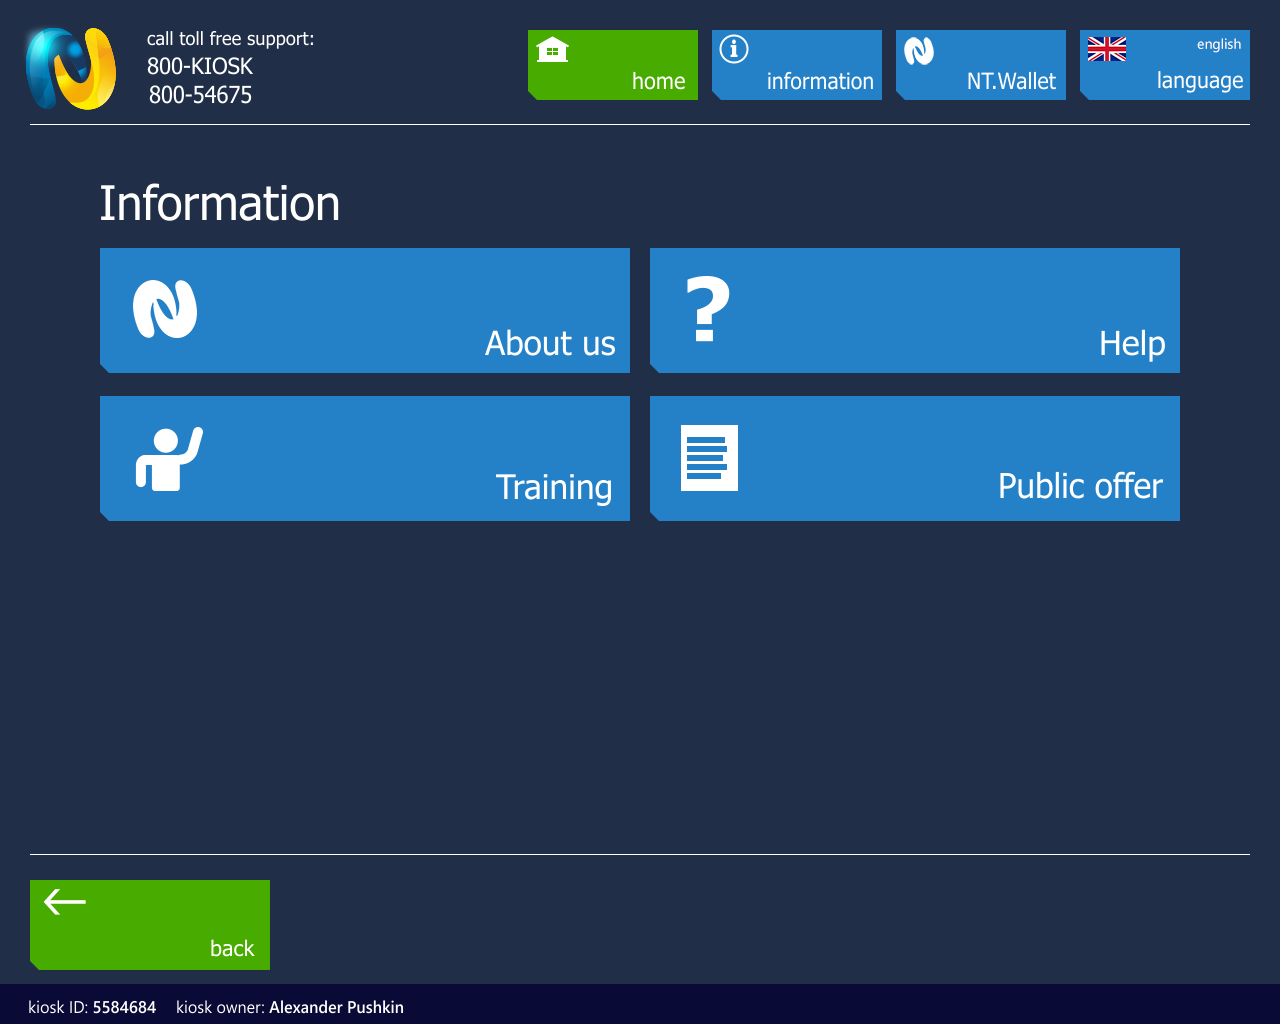 call toll free support:
800-KIOSK
800-54675
home
information
NT.Wallet
english
language
Information
About us
Help
Training
Public offer
back
kiosk ID: 5584684 kiosk owner: Alexander Pushkin